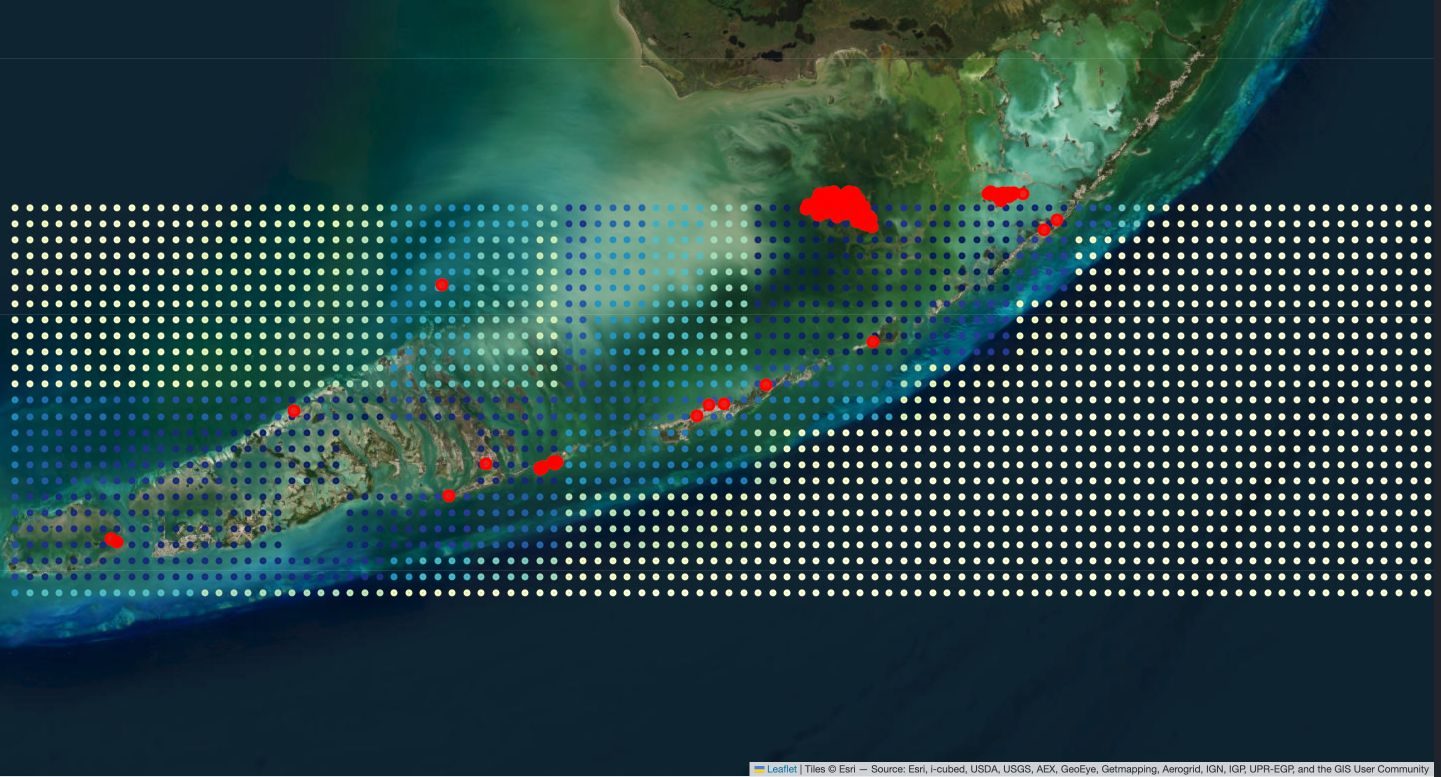 Leaflet | Tiles © Esri — Source: Esri, i-cubed, USDA, USGS, AEX, GeoEye, Getmapping, Aerogrid, IGN, IGP, UPR-EGP, and the GIS User Community